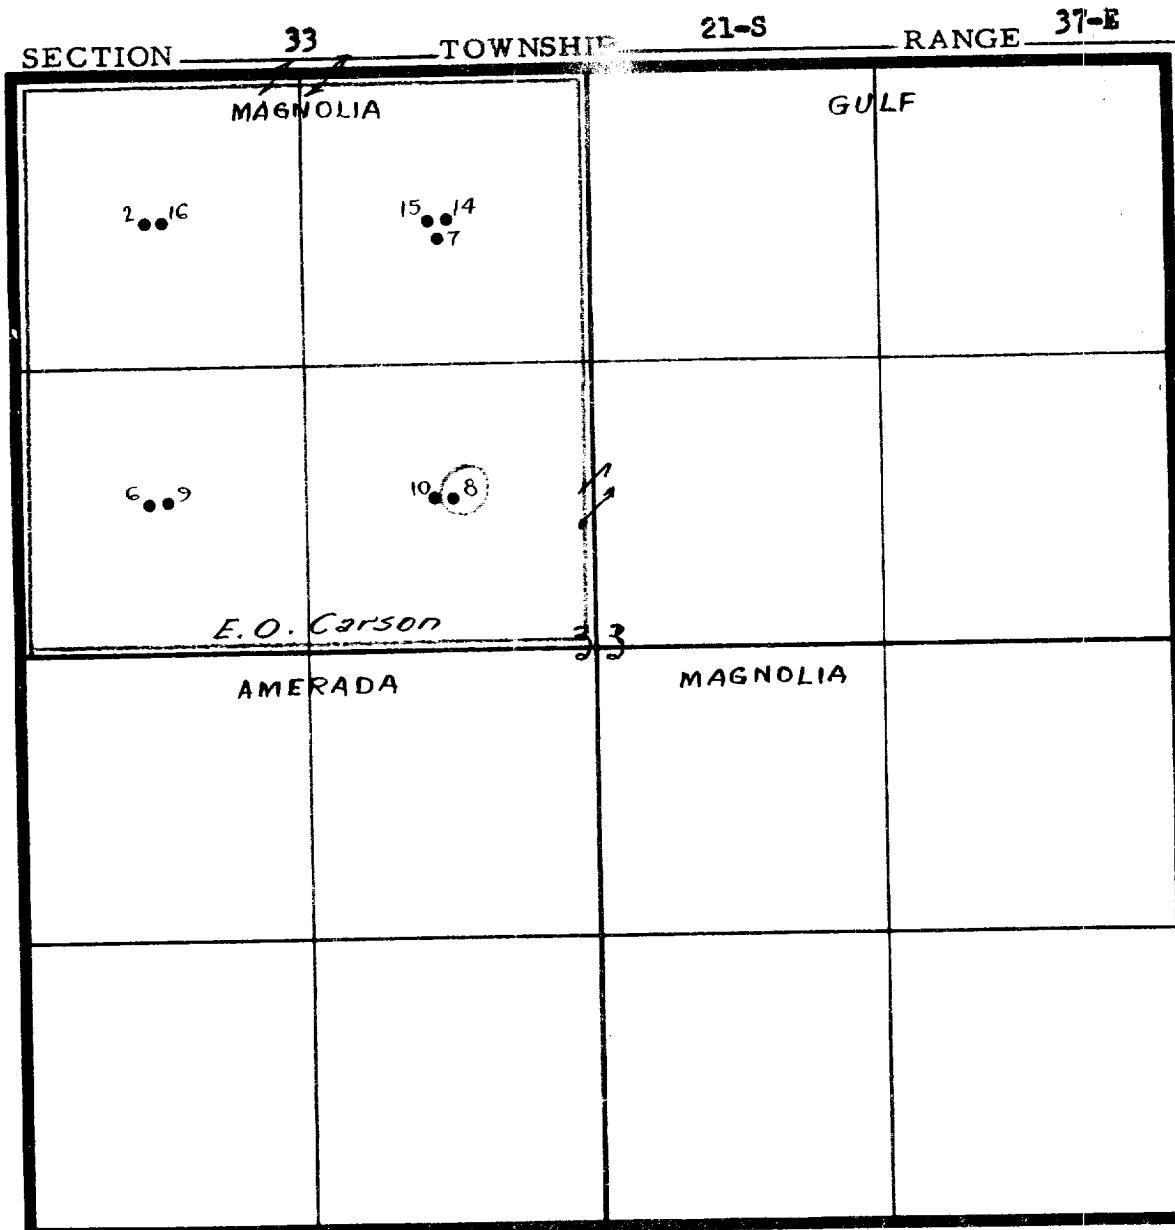 SECTION 33 TOWNSHIP 21-S RANGE 37-E
MAGNOLIA GULF
2 16 15 14
7
6 9 10 8
E. O. Carson
33
AMERADA MAGNOLIA